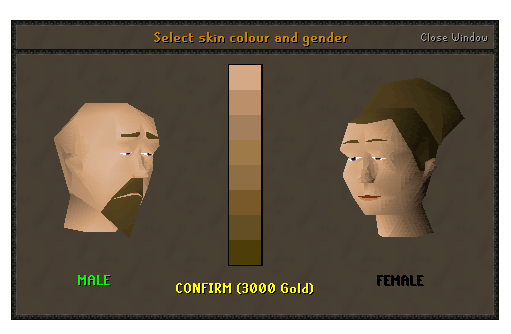 Select skin colour and gender
Close Window
MALE
FEMALE
CONFIRM (3000 Gold)